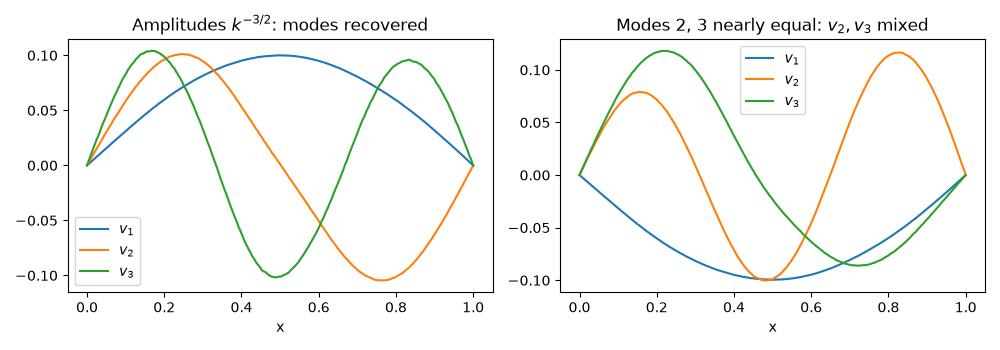 Amplitudes k^{-3/2}: modes recovered
0.10
0.05
0.00
−0.05
−0.10
v₁
v₂
v₃
0.0 0.2 0.4 0.6 0.8 1.0
x
Modes 2, 3 nearly equal: v₂, v₃ mixed
0.10
0.05
0.00
−0.05
−0.10
v₁
v₂
v₃
0.0 0.2 0.4 0.6 0.8 1.0
x